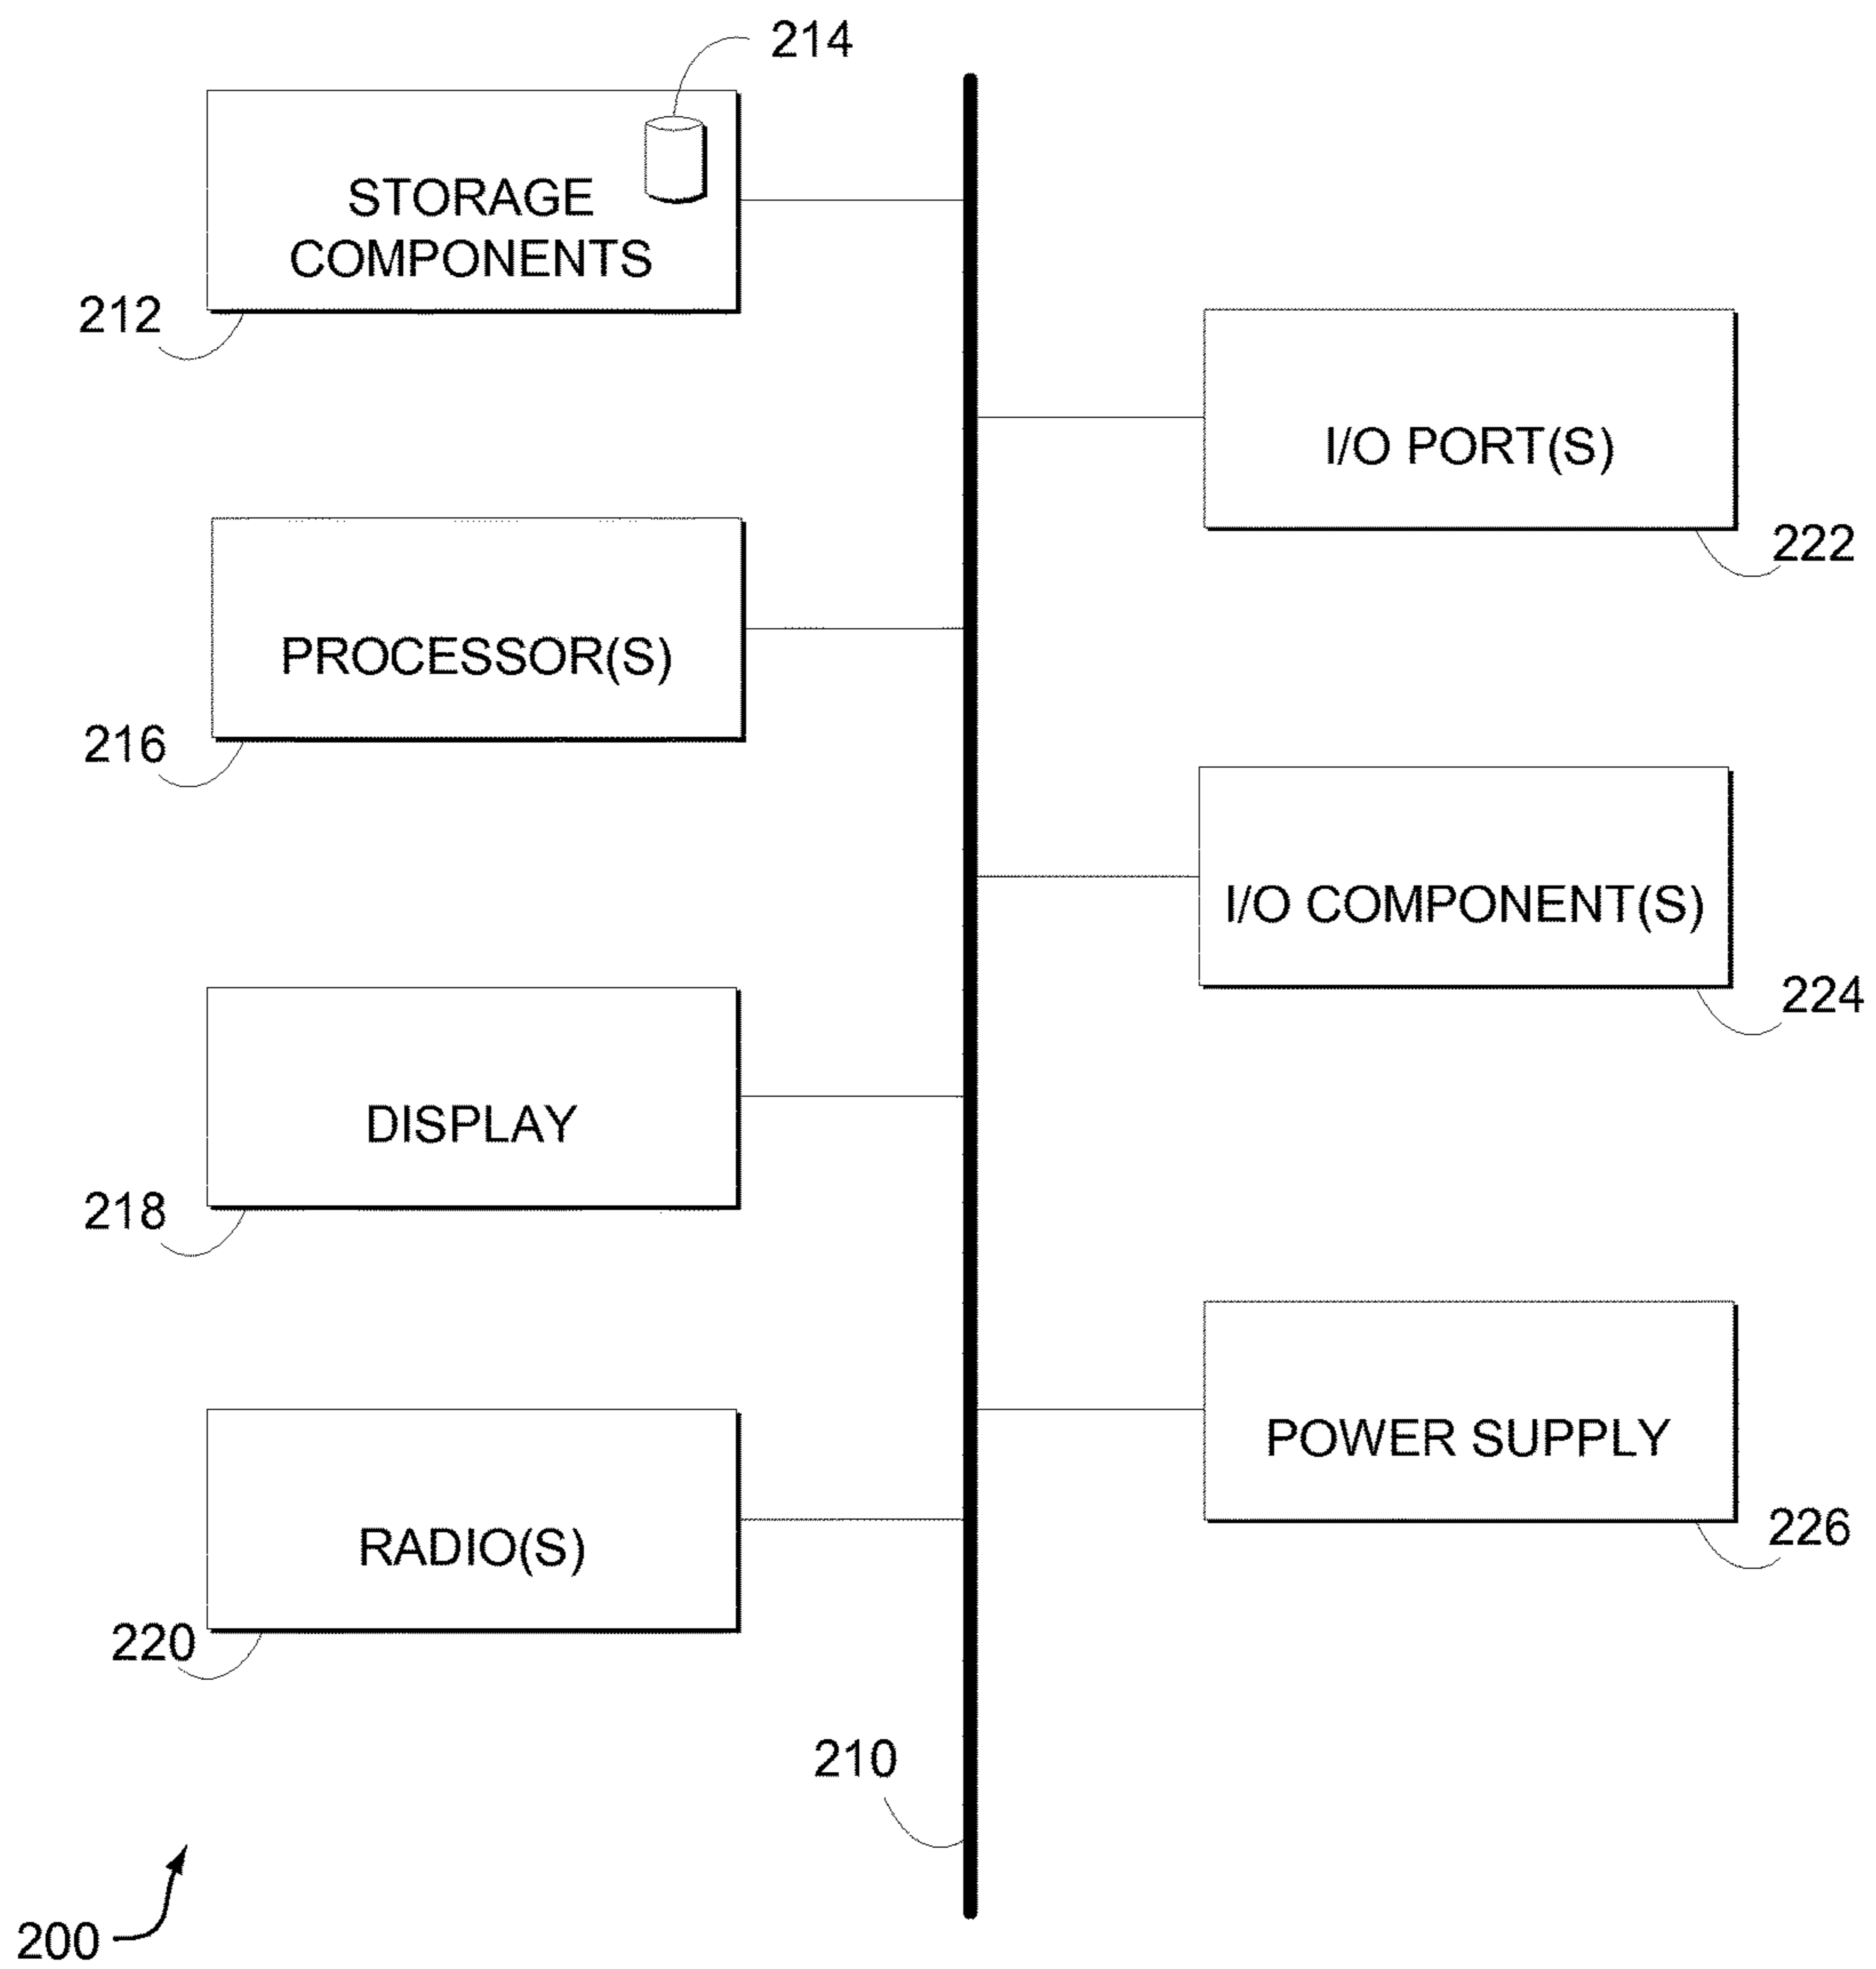 214
STORAGE
COMPONENTS
212
I/O PORT(S)
222
PROCESSOR(S)
216
I/O COMPONENT(S)
224
DISPLAY
218
POWER SUPPLY
226
RADIO(S)
220
210
200